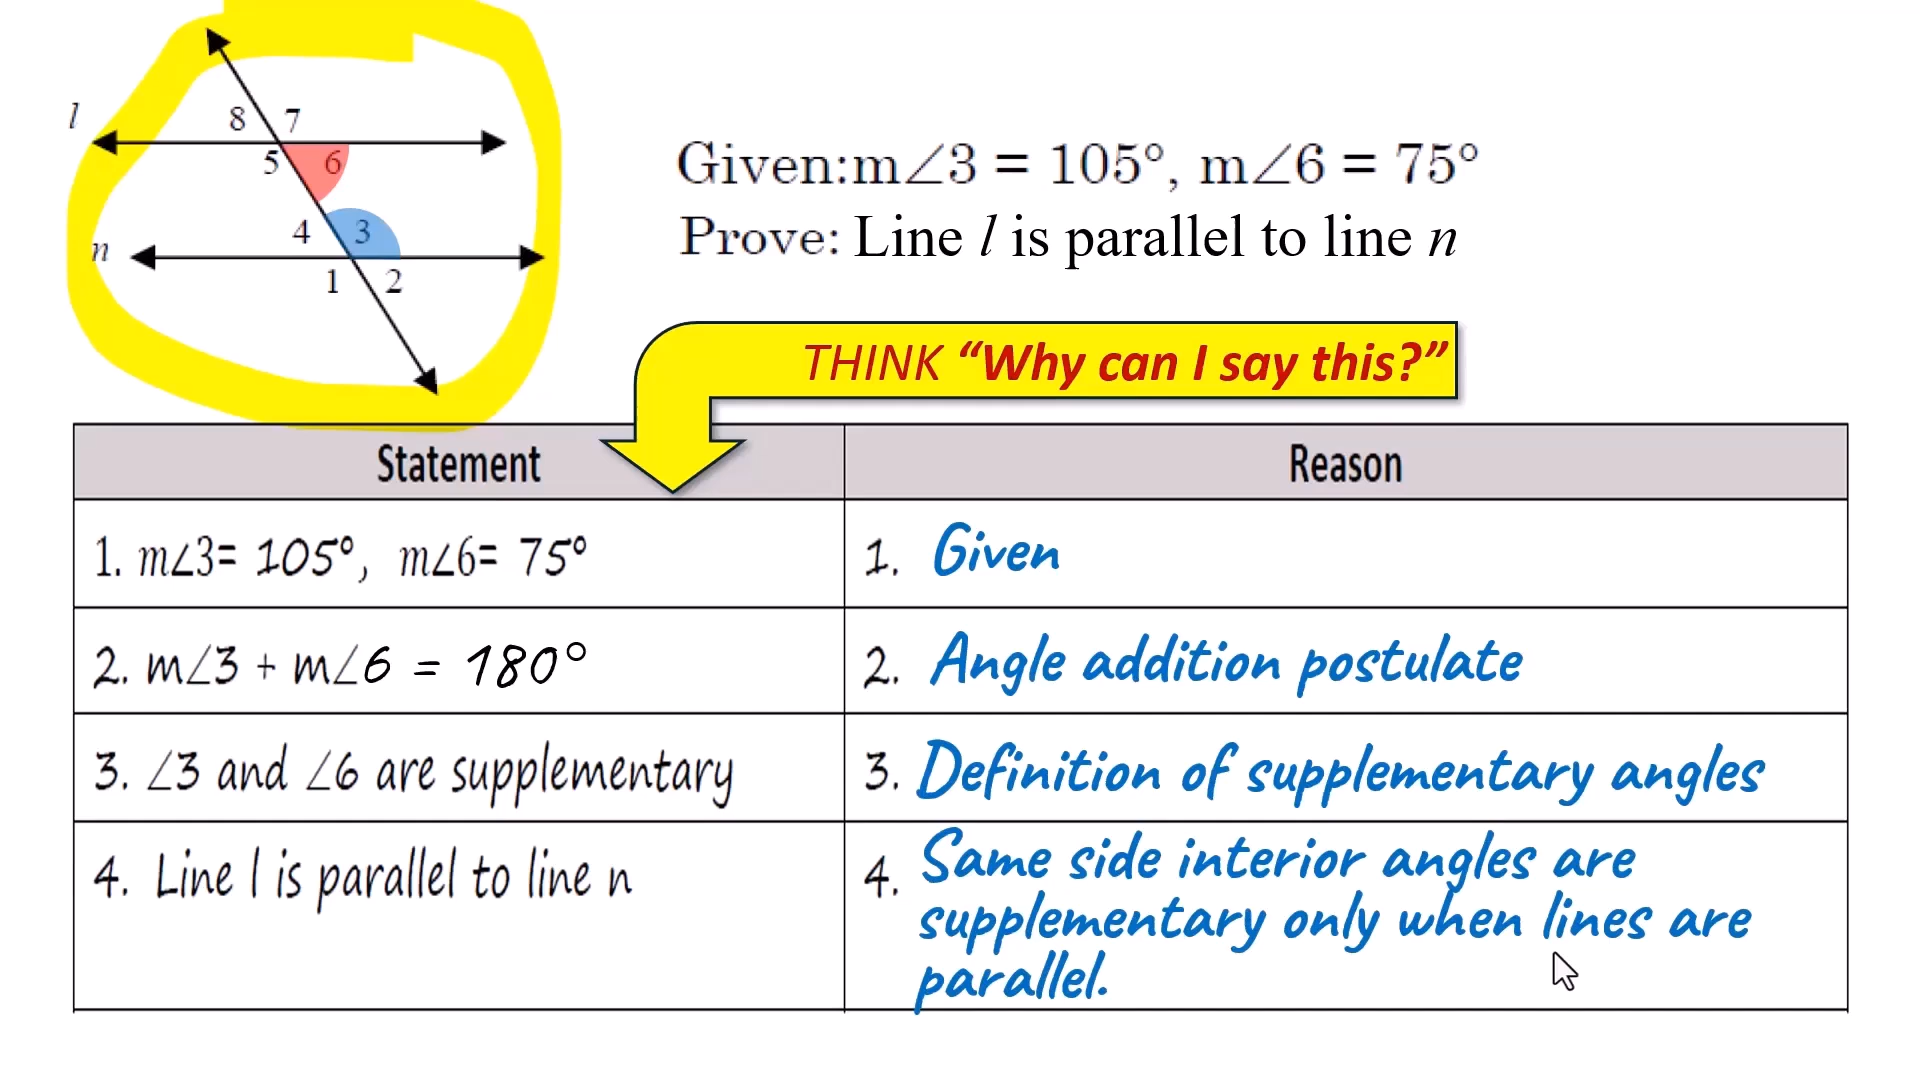 l
8 7
5 6
4 3
n
1 2
Given:m∠3 = 105°, m∠6 = 75°
Prove: Line l is parallel to line n
THINK “Why can I say this?”
Statement
Reason
1. m∠3= 105°, m∠6= 75°
1. Given
2. m∠3 + m∠6 = 180°
2. Angle addition postulate
3. ∠3 and ∠6 are supplementary
3. Definition of supplementary angles
4. Line l is parallel to line n
4. Same side interior angles are
supplementary only when lines are
parallel.